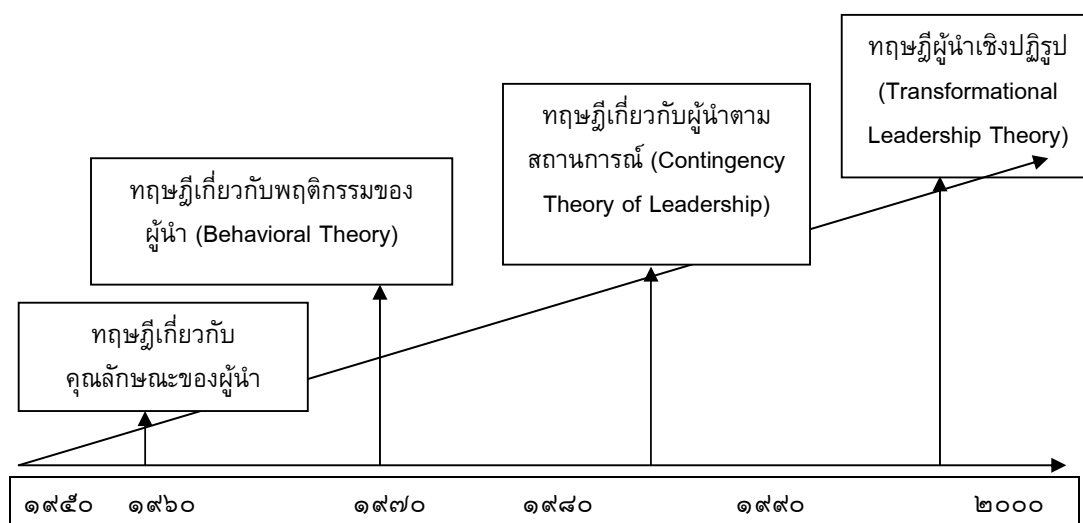 ทฤษฎีผู้นำเชิงปฏิรูป
(Transformational
Leadership Theory)
ทฤษฎีเกี่ยวกับผู้นำตาม
สถานการณ์ (Contingency
Theory of Leadership)
ทฤษฎีเกี่ยวกับพฤติกรรมของ
ผู้นำ (Behavioral Theory)
ทฤษฎีเกี่ยวกับ
คุณลักษณะของผู้นำ
๑๙๕๐ ๑๙๖๐ ๑๙๗๐ ๑๙๘๐ ๑๙๙๐ ๒๐๐๐